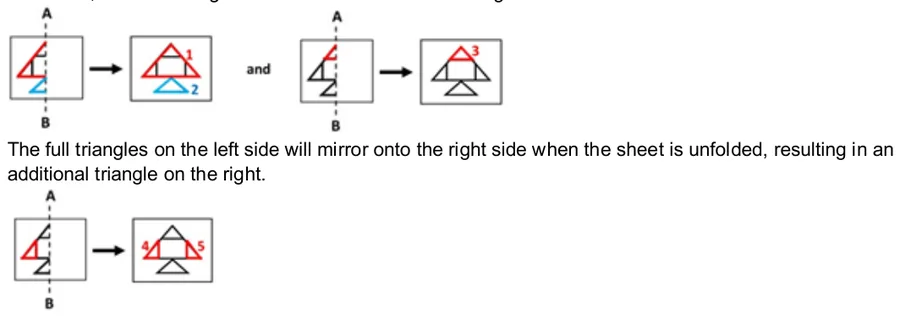 A
A
1
2
and
3
B
B
The full triangles on the left side will mirror onto the right side when the sheet is unfolded, resulting in an
additional triangle on the right.
A
4
5
B